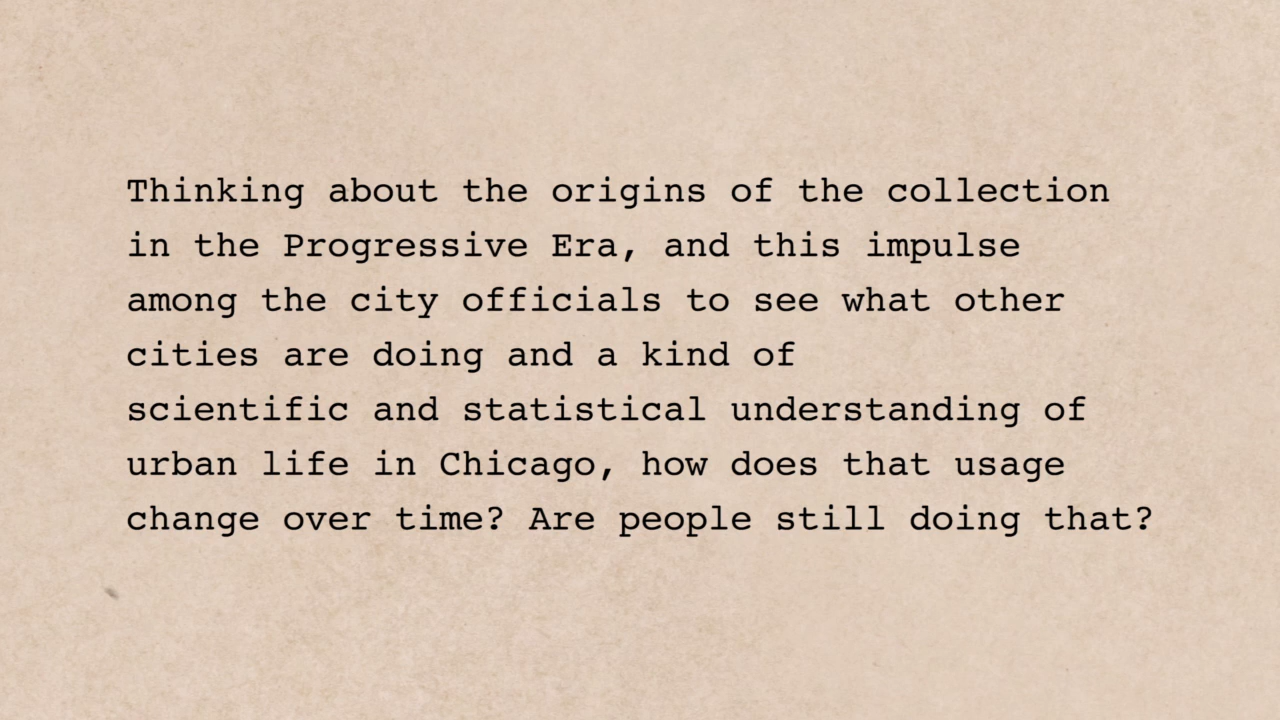 Thinking about the origins of the collection
in the Progressive Era, and this impulse
among the city officials to see what other
cities are doing and a kind of
scientific and statistical understanding of
urban life in Chicago, how does that usage
change over time? Are people still doing that?